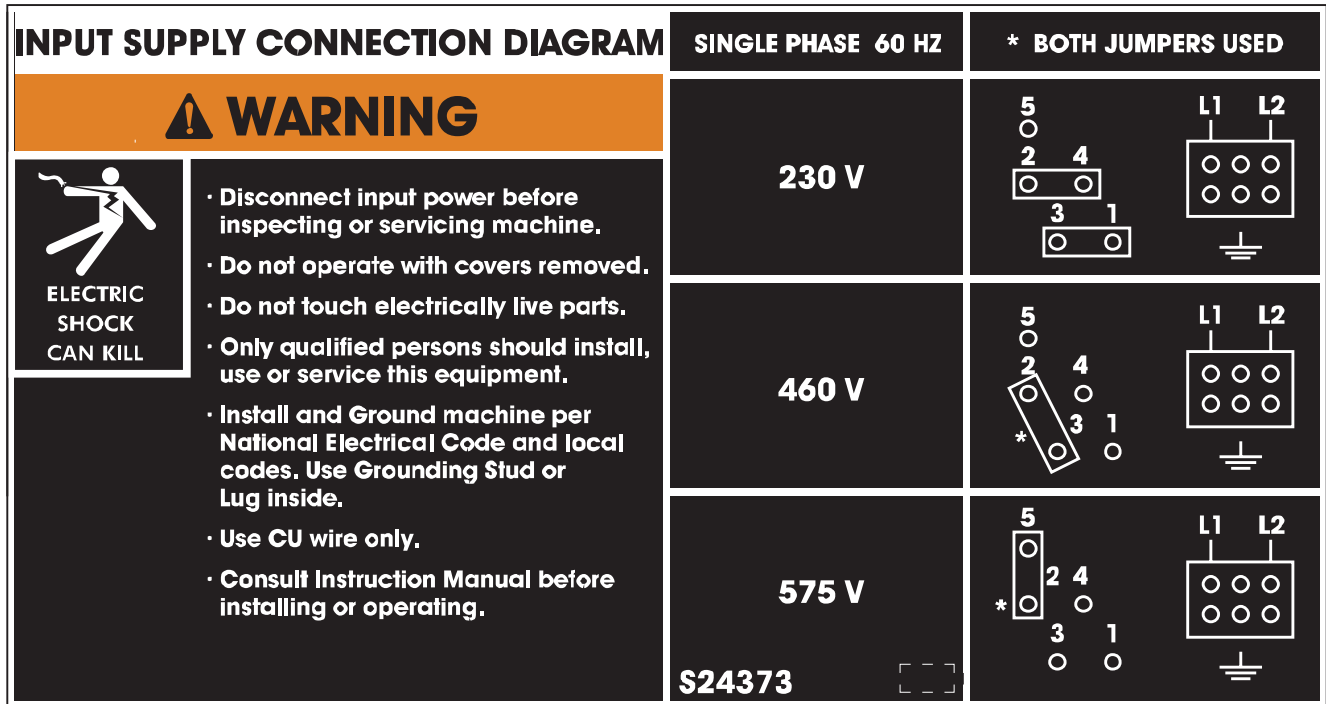 INPUT SUPPLY CONNECTION DIAGRAM
WARNING
ELECTRIC
SHOCK
CAN KILL
· Disconnect input power before
inspecting or servicing machine.
· Do not operate with covers removed.
· Do not touch electrically live parts.
· Only qualified persons should install,
use or service this equipment.
· Install and Ground machine per
National Electrical Code and local
codes. Use Grounding Stud or
Lug inside.
· Use CU wire only.
· Consult Instruction Manual before
installing or operating.
SINGLE PHASE 60 HZ
* BOTH JUMPERS USED
230 V
5
2 4
3 1
L1 L2
460 V
5
2 4
* 3 1
L1 L2
575 V
5
2 4
*
3 1
L1 L2
S24373